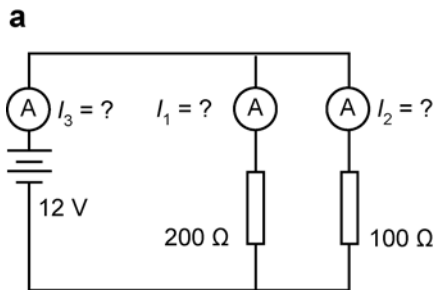 a
A I₃ = ? I₁ = ? A A I₂ = ?
12 V
200 Ω 100 Ω